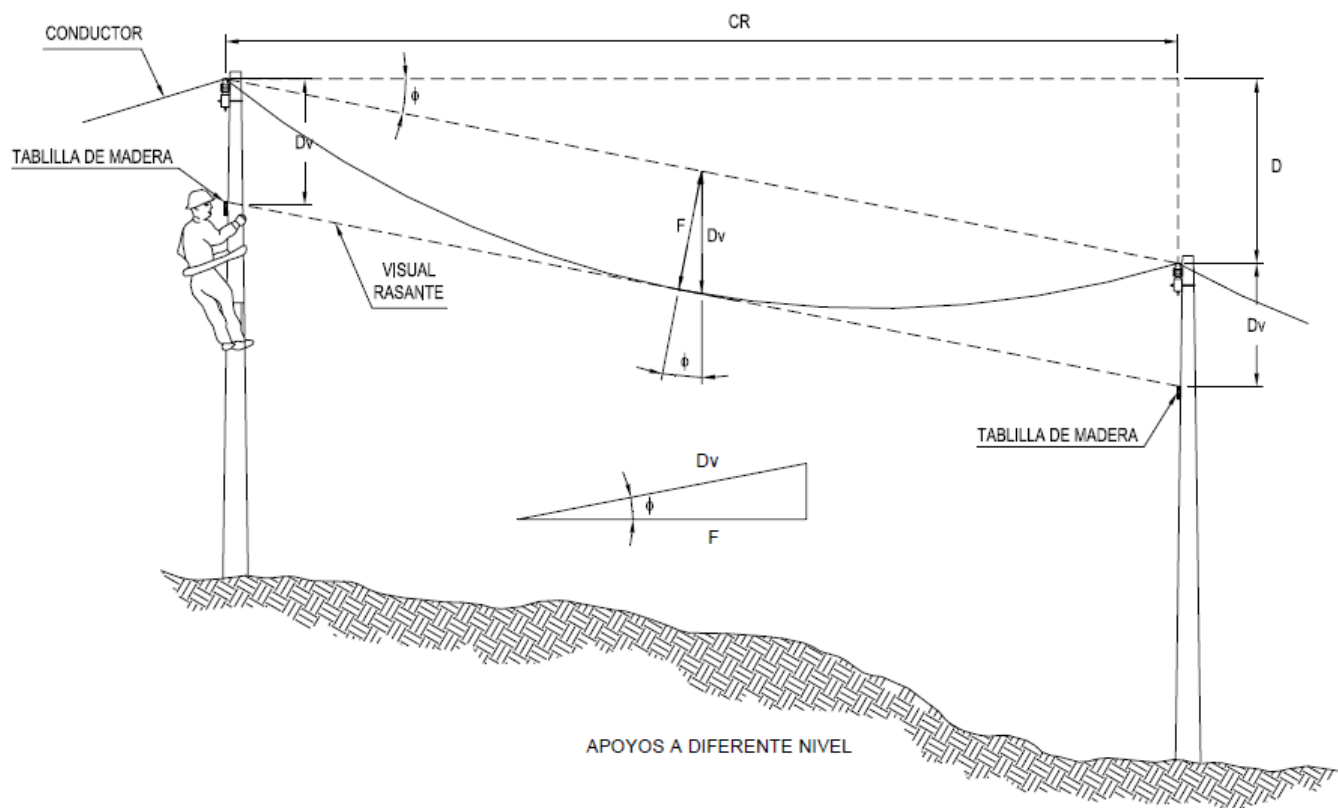 CR
CONDUCTOR
ϕ
Dv
D
TABLILLA DE MADERA
F
Dv
VISUAL
RASANTE
Dv
ϕ
TABLILLA DE MADERA
Dv
ϕ
F
APOYOS A DIFERENTE NIVEL